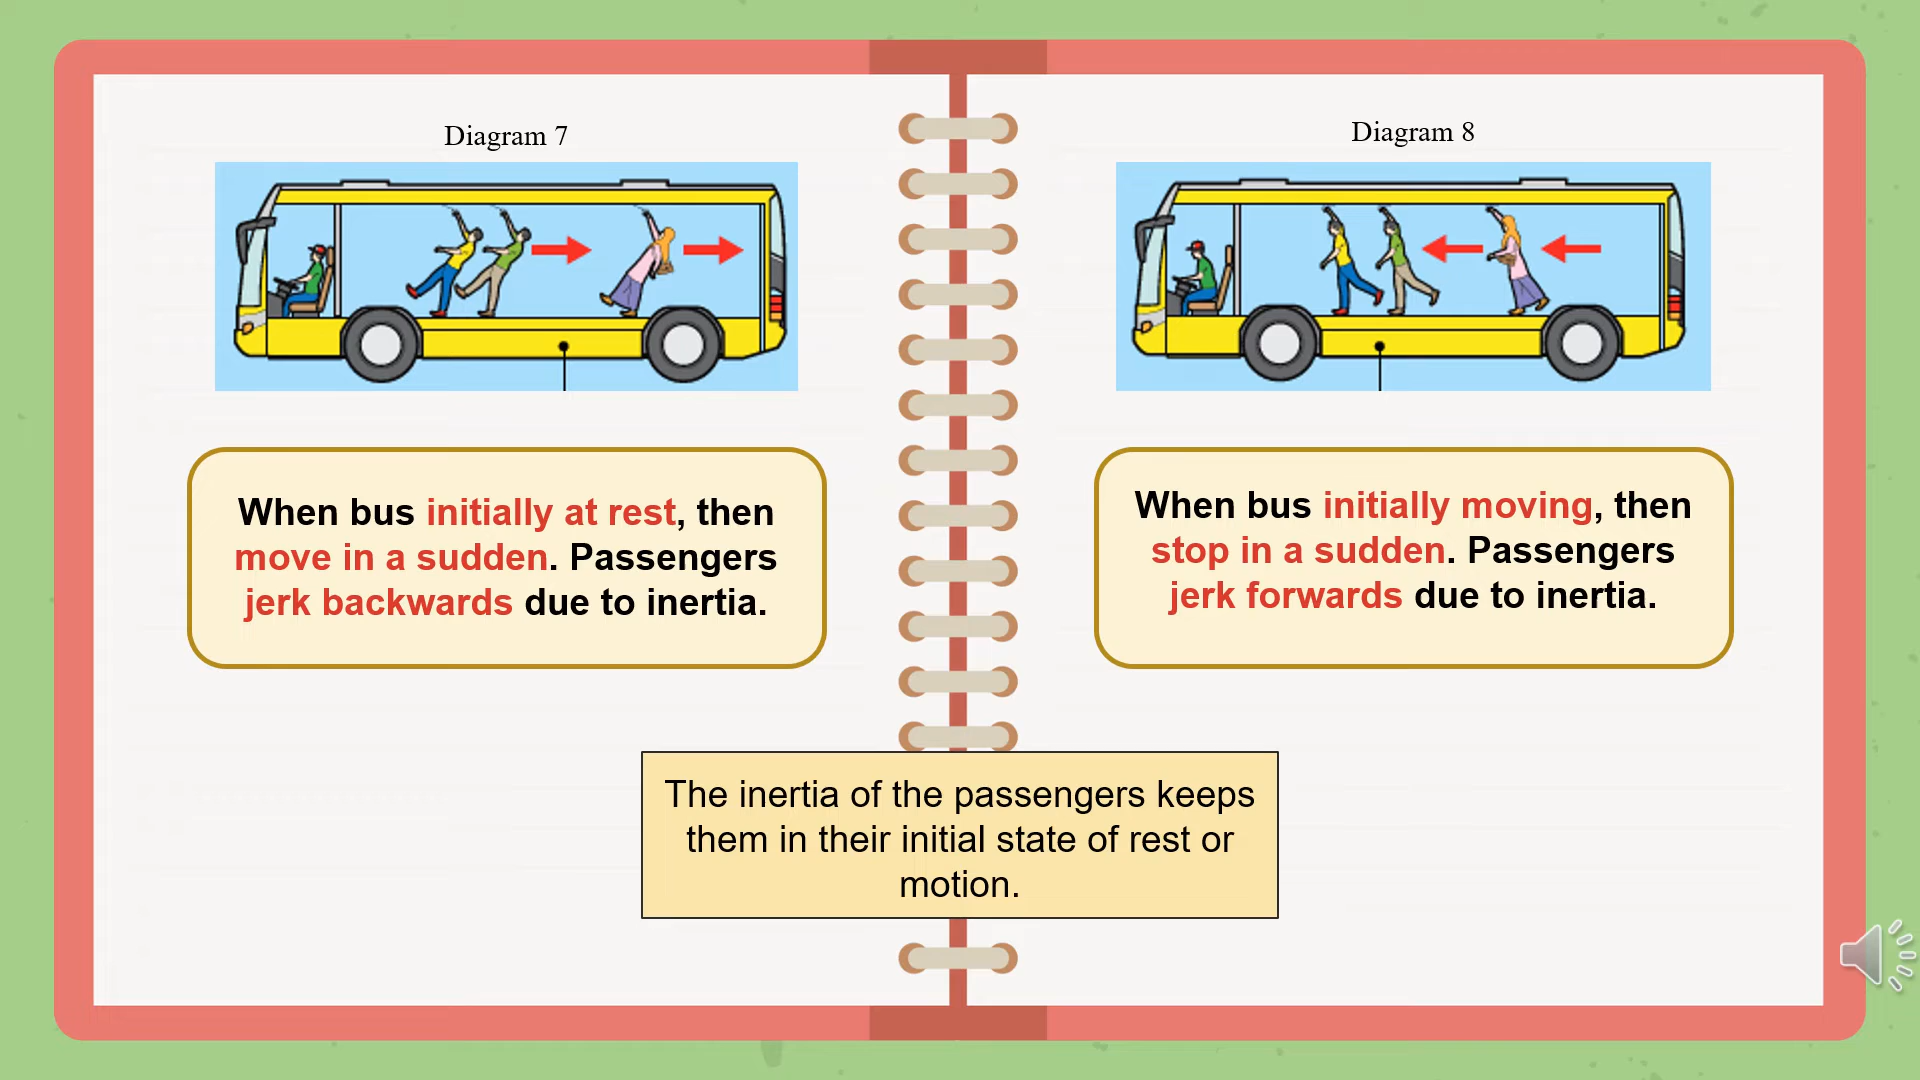 Diagram 7
When bus initially at rest, then
move in a sudden. Passengers
jerk backwards due to inertia.
Diagram 8
When bus initially moving, then
stop in a sudden. Passengers
jerk forwards due to inertia.
The inertia of the passengers keeps
them in their initial state of rest or
motion.